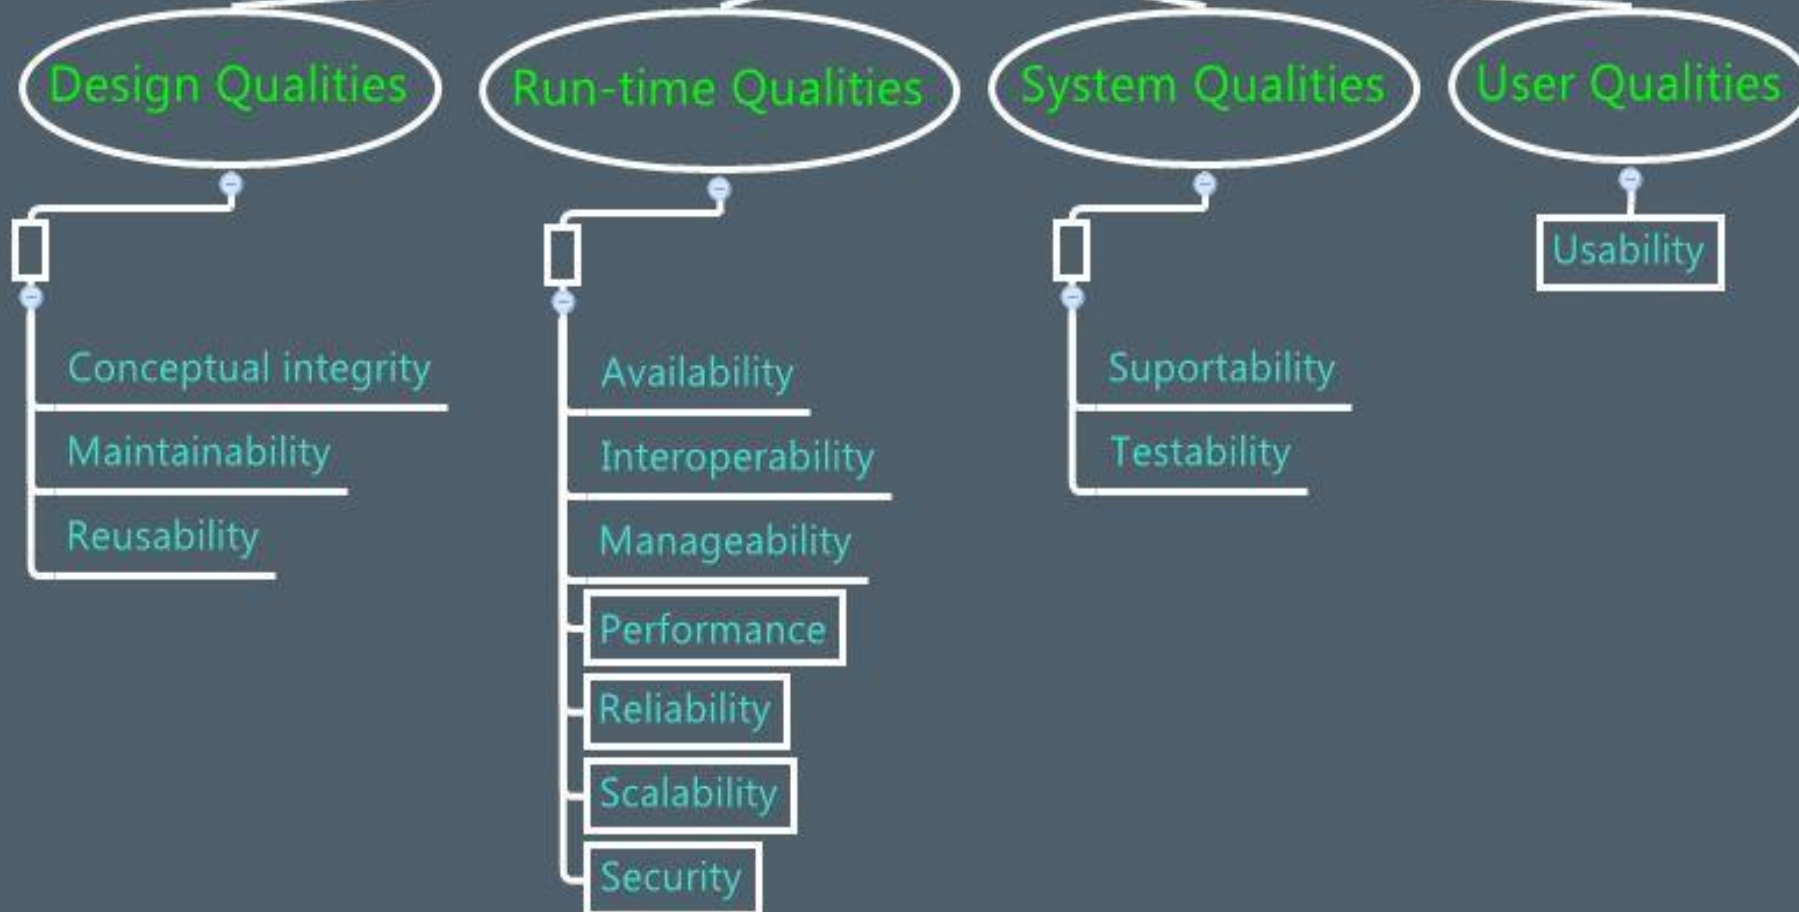 Design Qualities
Conceptual integrity
Maintainability
Reusability
Run-time Qualities
Availability
Interoperability
Manageability
Performance
Reliability
Scalability
Security
System Qualities
Suportability
Testability
User Qualities
Usability